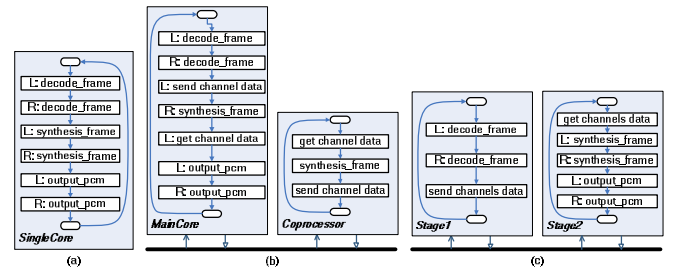 L: decode_frame
R: decode_frame
L: synthesis_frame
R: synthesis_frame
L: output_pcm
R: output_pcm
SingleCore
(a)
L: decode_frame
R: decode_frame
L: send channel data
R: synthesis_frame
L: get channel data
L: output_pcm
R: output_pcm
MainCore
get channel data
synthesis_frame
send channel data
Coprocessor
(b)
L: decode_frame
R: decode_frame
send channels data
Stage1
get channels data
L: synthesis_frame
R: synthesis_frame
L: output_pcm
R: output_pcm
Stage2
(c)